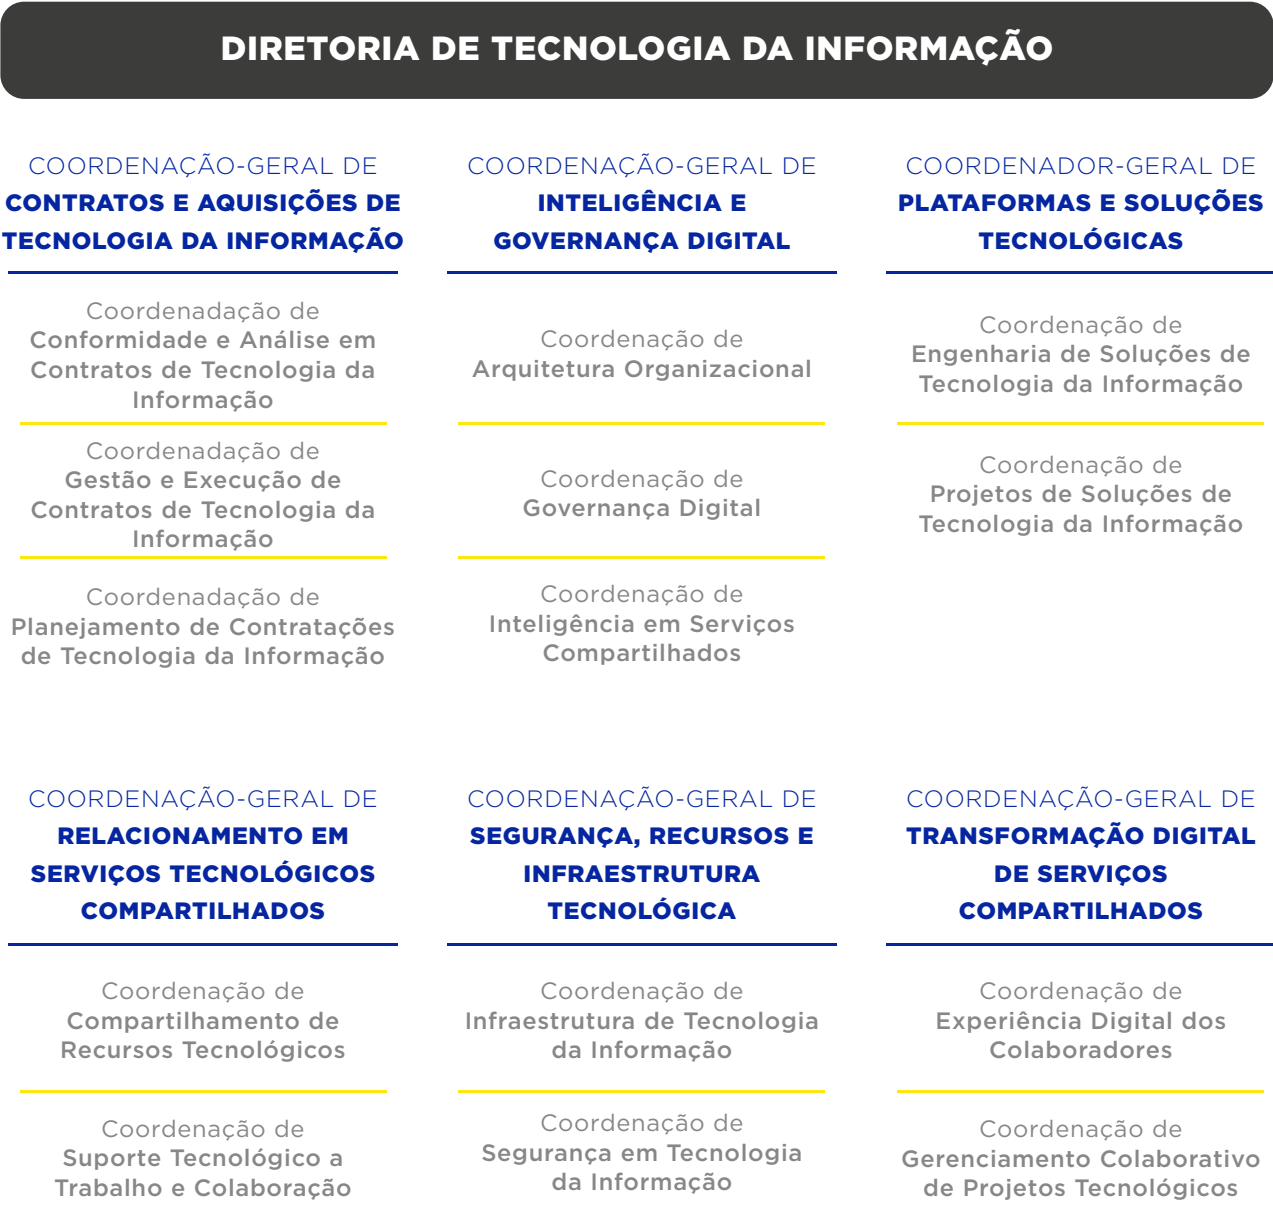 DIRETORIA DE TECNOLOGIA DA INFORMAÇÃO
COORDENAÇÃO-GERAL DE
CONTRATOS E AQUISIÇÕES DE
TECNOLOGIA DA INFORMAÇÃO
Coordenadação de
Conformidade e Análise em
Contratos de Tecnologia da
Informação
Coordenadação de
Gestão e Execução de
Contratos de Tecnologia da
Informação
Coordenadação de
Planejamento de Contratações
de Tecnologia da Informação
COORDENAÇÃO-GERAL DE
INTELIGÊNCIA E
GOVERNANÇA DIGITAL
Coordenação de
Arquitetura Organizacional
Coordenação de
Governança Digital
Coordenação de
Inteligência em Serviços
Compartilhados
COORDENADOR-GERAL DE
PLATAFORMAS E SOLUÇÕES
TECNOLÓGICAS
Coordenação de
Engenharia de Soluções de
Tecnologia da Informação
Coordenação de
Projetos de Soluções de
Tecnologia da Informação
COORDENAÇÃO-GERAL DE
RELACIONAMENTO EM
SERVIÇOS TECNOLÓGICOS
COMPARTILHADOS
Coordenação de
Compartilhamento de
Recursos Tecnológicos
Coordenação de
Suporte Tecnológico a
Trabalho e Colaboração
COORDENAÇÃO-GERAL DE
SEGURANÇA, RECURSOS E
INFRAESTRUTURA
TECNOLÓGICA
Coordenação de
Infraestrutura de Tecnologia
da Informação
Coordenação de
Segurança em Tecnologia
da Informação
COORDENAÇÃO-GERAL DE
TRANSFORMAÇÃO DIGITAL
DE SERVIÇOS
COMPARTILHADOS
Coordenação de
Experiência Digital dos
Colaboradores
Coordenação de
Gerenciamento Colaborativo
de Projetos Tecnológicos